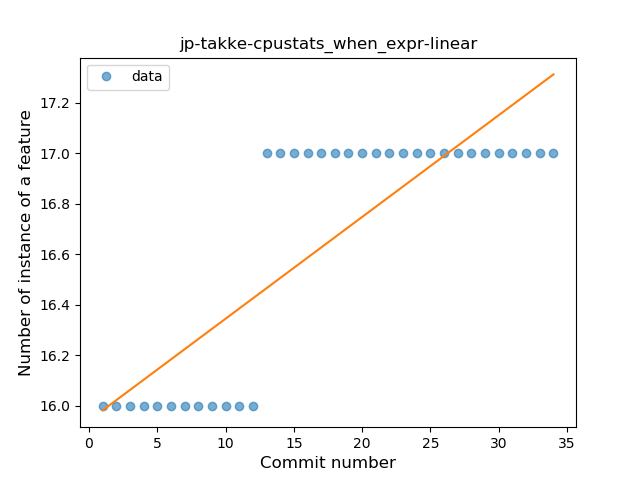 jp-takke-cpustats_when_expr-linear
data
Number of instance of a feature
17.2
17.0
16.8
16.6
16.4
16.2
16.0
0 5 10 15 20 25 30 35
Commit number